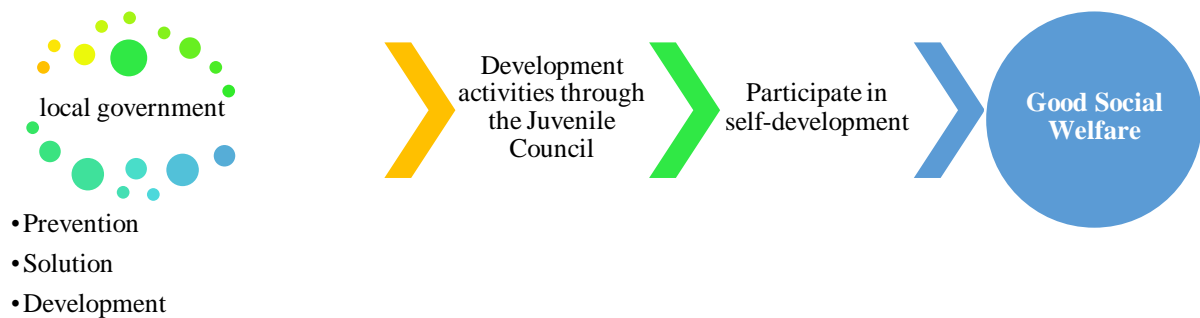 local government
•Prevention
•Solution
•Development
Development
activities through
the Juvenile
Council
Participate in
self-development
Good Social
Welfare